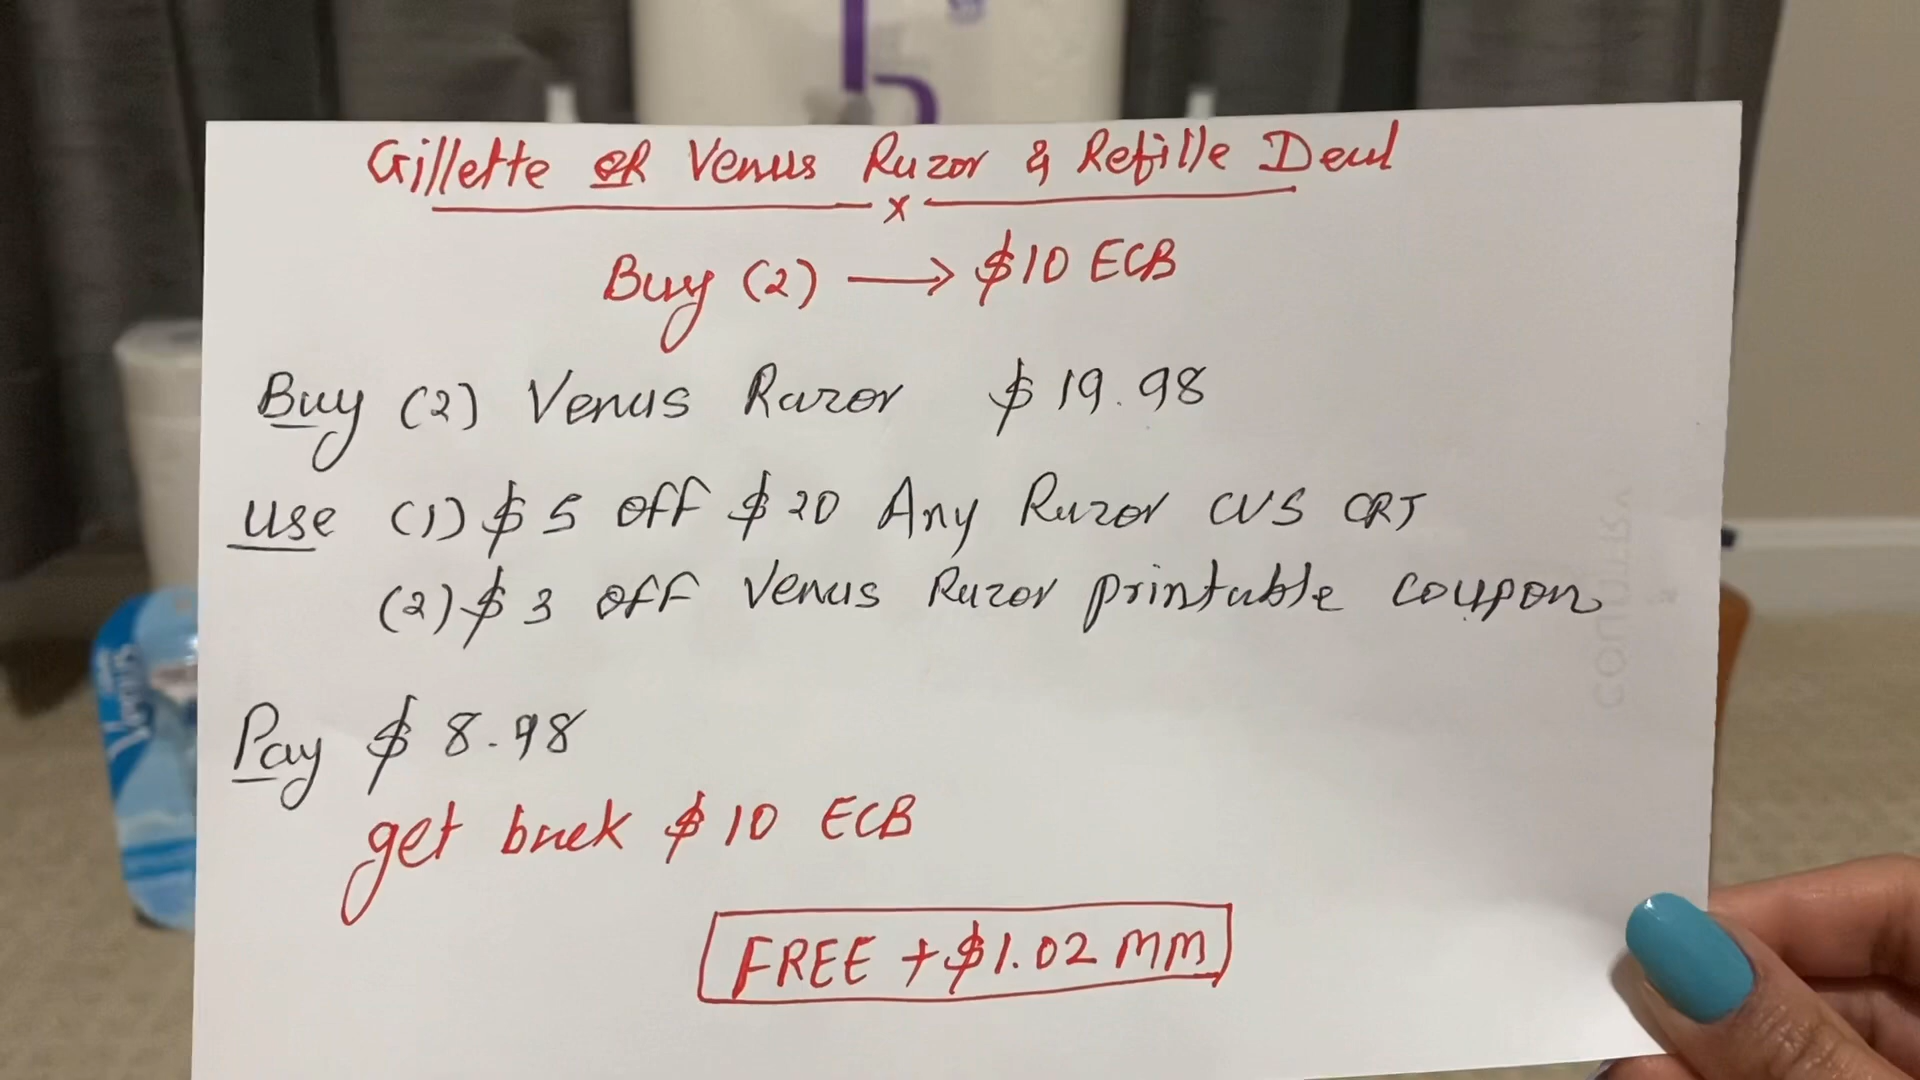 Gillette OR Venus Razor & Refille Deal
x
Buy (2) → $10 ECB
Buy (2) Venus Razor $19.98
Use (1) $5 off $20 Any Razor CVS CRT
(2) $3 off Venus Razor printable coupon
Pay $8.98
get back $10 ECB
FREE + $1.02 MM